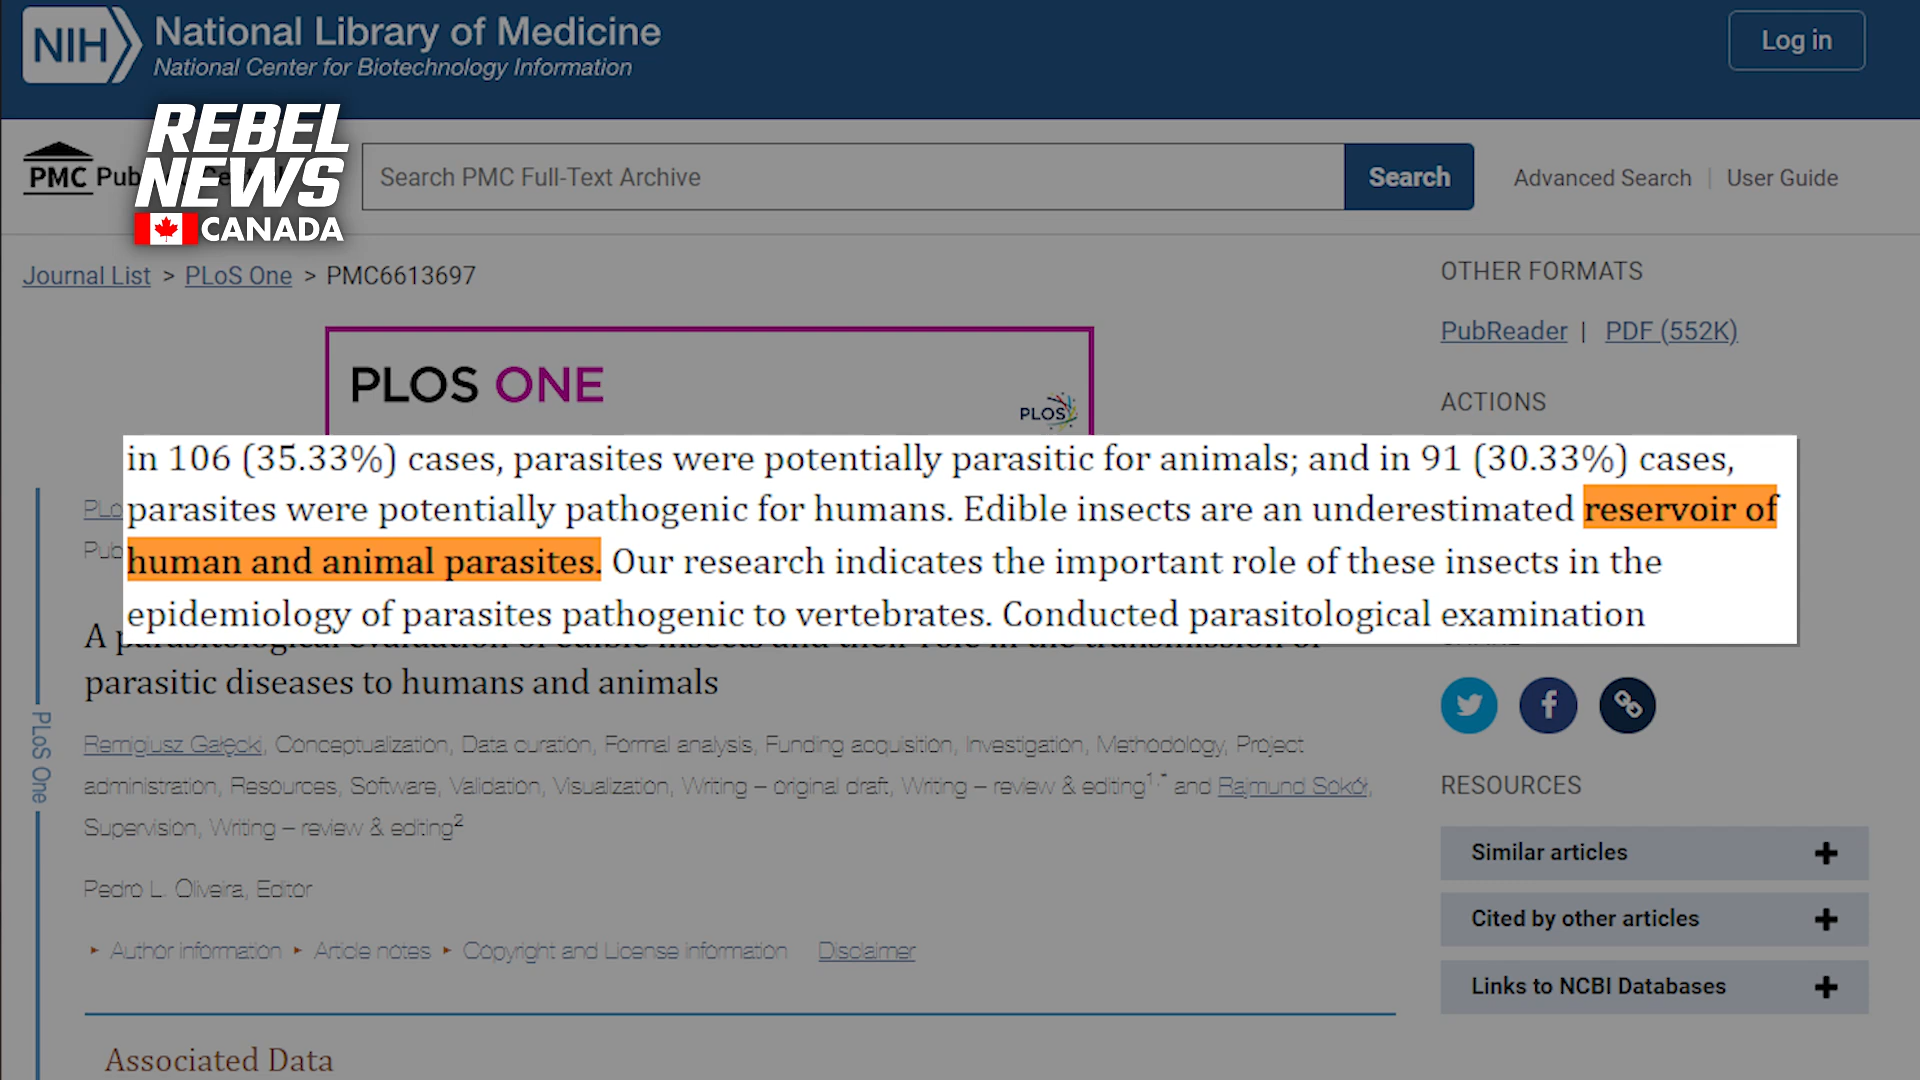 NIH
National Library of Medicine
National Center for Biotechnology Information
Log in
REBEL
NEWS
CANADA
PMC
Search PMC Full-Text Archive
Search
Advanced Search
User Guide
Journal List > PLoS One > PMC6613697
PLOS ONE
PLOS
in 106 (35.33%) cases, parasites were potentially parasitic for animals; and in 91 (30.33%) cases,
parasites were potentially pathogenic for humans. Edible insects are an underestimated reservoir of
human and animal parasites. Our research indicates the important role of these insects in the
epidemiology of parasites pathogenic to vertebrates. Conducted parasitological examination
parasitic diseases to humans and animals
Remigiusz Gałęcki, Conceptualization, Data curation, Formal analysis, Funding acquisition, Investigation, Methodology, Project
administration, Resources, Software, Validation, Visualization, Writing – original draft, Writing – review & editing1,* and Rajmund Sokół,
Supervision, Writing – review & editing2
Pedro L. Oliveira, Editor
Author information
Article notes
Copyright and License information
Disclaimer
Associated Data
PLoS One
OTHER FORMATS
PubReader | PDF (552K)
ACTIONS
RESOURCES
Similar articles
Cited by other articles
Links to NCBI Databases